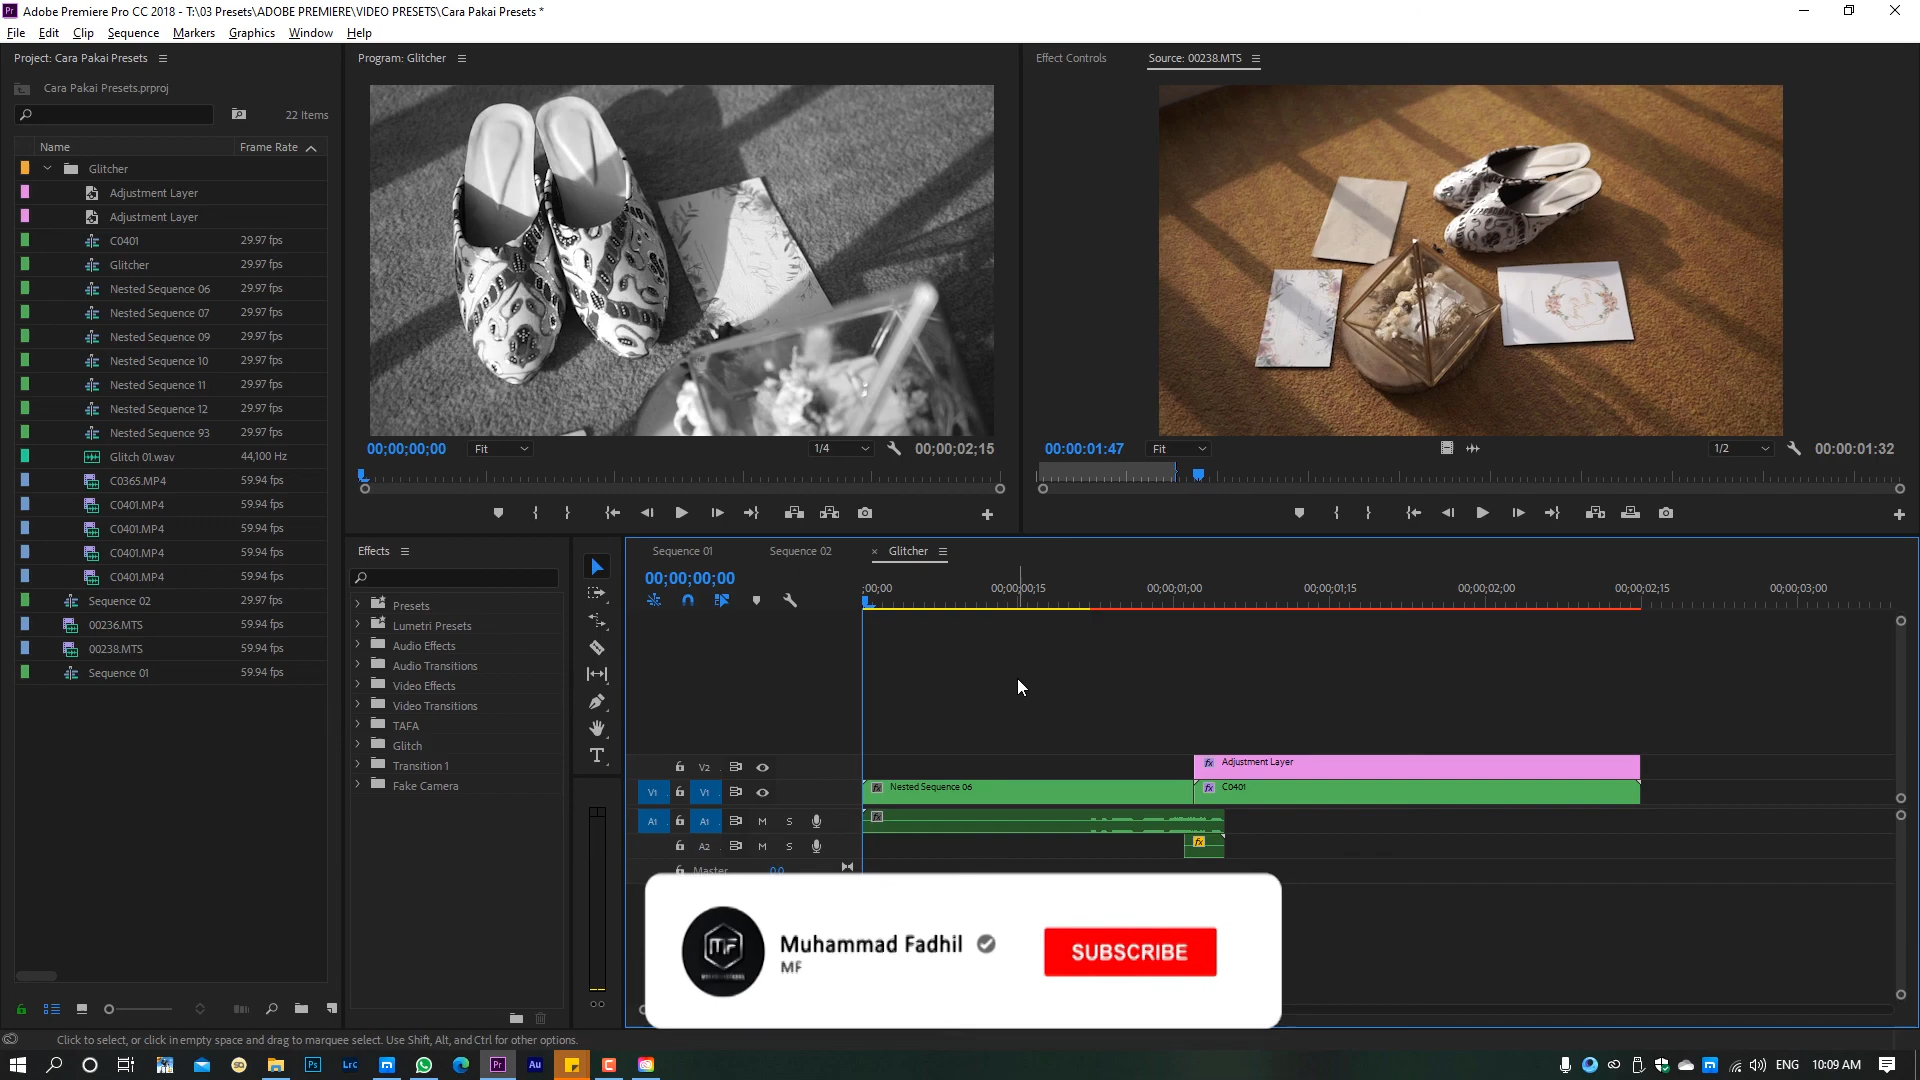 Adobe Premiere Pro CC 2018 - T:\03 Presets\ADOBE PREMIERE\VIDEO PRESETS\Cara Pakai Presets *
File Edit Clip Sequence Markers Graphics Window Help
Project: Cara Pakai Presets
Cara Pakai Presets.prproj
22 Items
Name Frame Rate
Glitcher
Adjustment Layer
Adjustment Layer
C0401 29.97 fps
Glitcher 29.97 fps
Nested Sequence 06 29.97 fps
Nested Sequence 07 29.97 fps
Nested Sequence 09 29.97 fps
Nested Sequence 10 29.97 fps
Nested Sequence 11 29.97 fps
Nested Sequence 12 29.97 fps
Nested Sequence 93 29.97 fps
Glitch 01.wav 44,100 Hz
C0365.MP4 59.94 fps
C0401.MP4 59.94 fps
C0401.MP4 59.94 fps
C0401.MP4 59.94 fps
C0401.MP4 59.94 fps
Sequence 02 29.97 fps
00236.MTS 59.94 fps
00238.MTS 59.94 fps
Sequence 01 59.94 fps
Program: Glitcher
00;00;00;00 Fit 1/4 00;00;02;15
Effect Controls Source: 00238.MTS
00:00:01:47 Fit 1/2 00:00:01:32
Effects
Presets
Lumetri Presets
Audio Effects
Audio Transitions
Video Effects
Video Transitions
TAFA
Glitch
Transition 1
Fake Camera
Sequence 01 Sequence 02 × Glitcher
00;00;00;00
;00;00 00;00;00;15 00;00;01;00 00;00;01;15 00;00;02;00 00;00;02;15 00;00;03;00
V2 fx Adjustment Layer
V1 V1 fx Nested Sequence 06 fx C0401
A1 A1 M S fx
A2 M S fx
Master 0.0
Muhammad Fadhil
MF
SUBSCRIBE
MF
Click to select, or click in empty space and drag to marquee select. Use Shift, Alt, and Ctrl for other options.
Ps Lrc Pr Au
ENG 10:09 AM